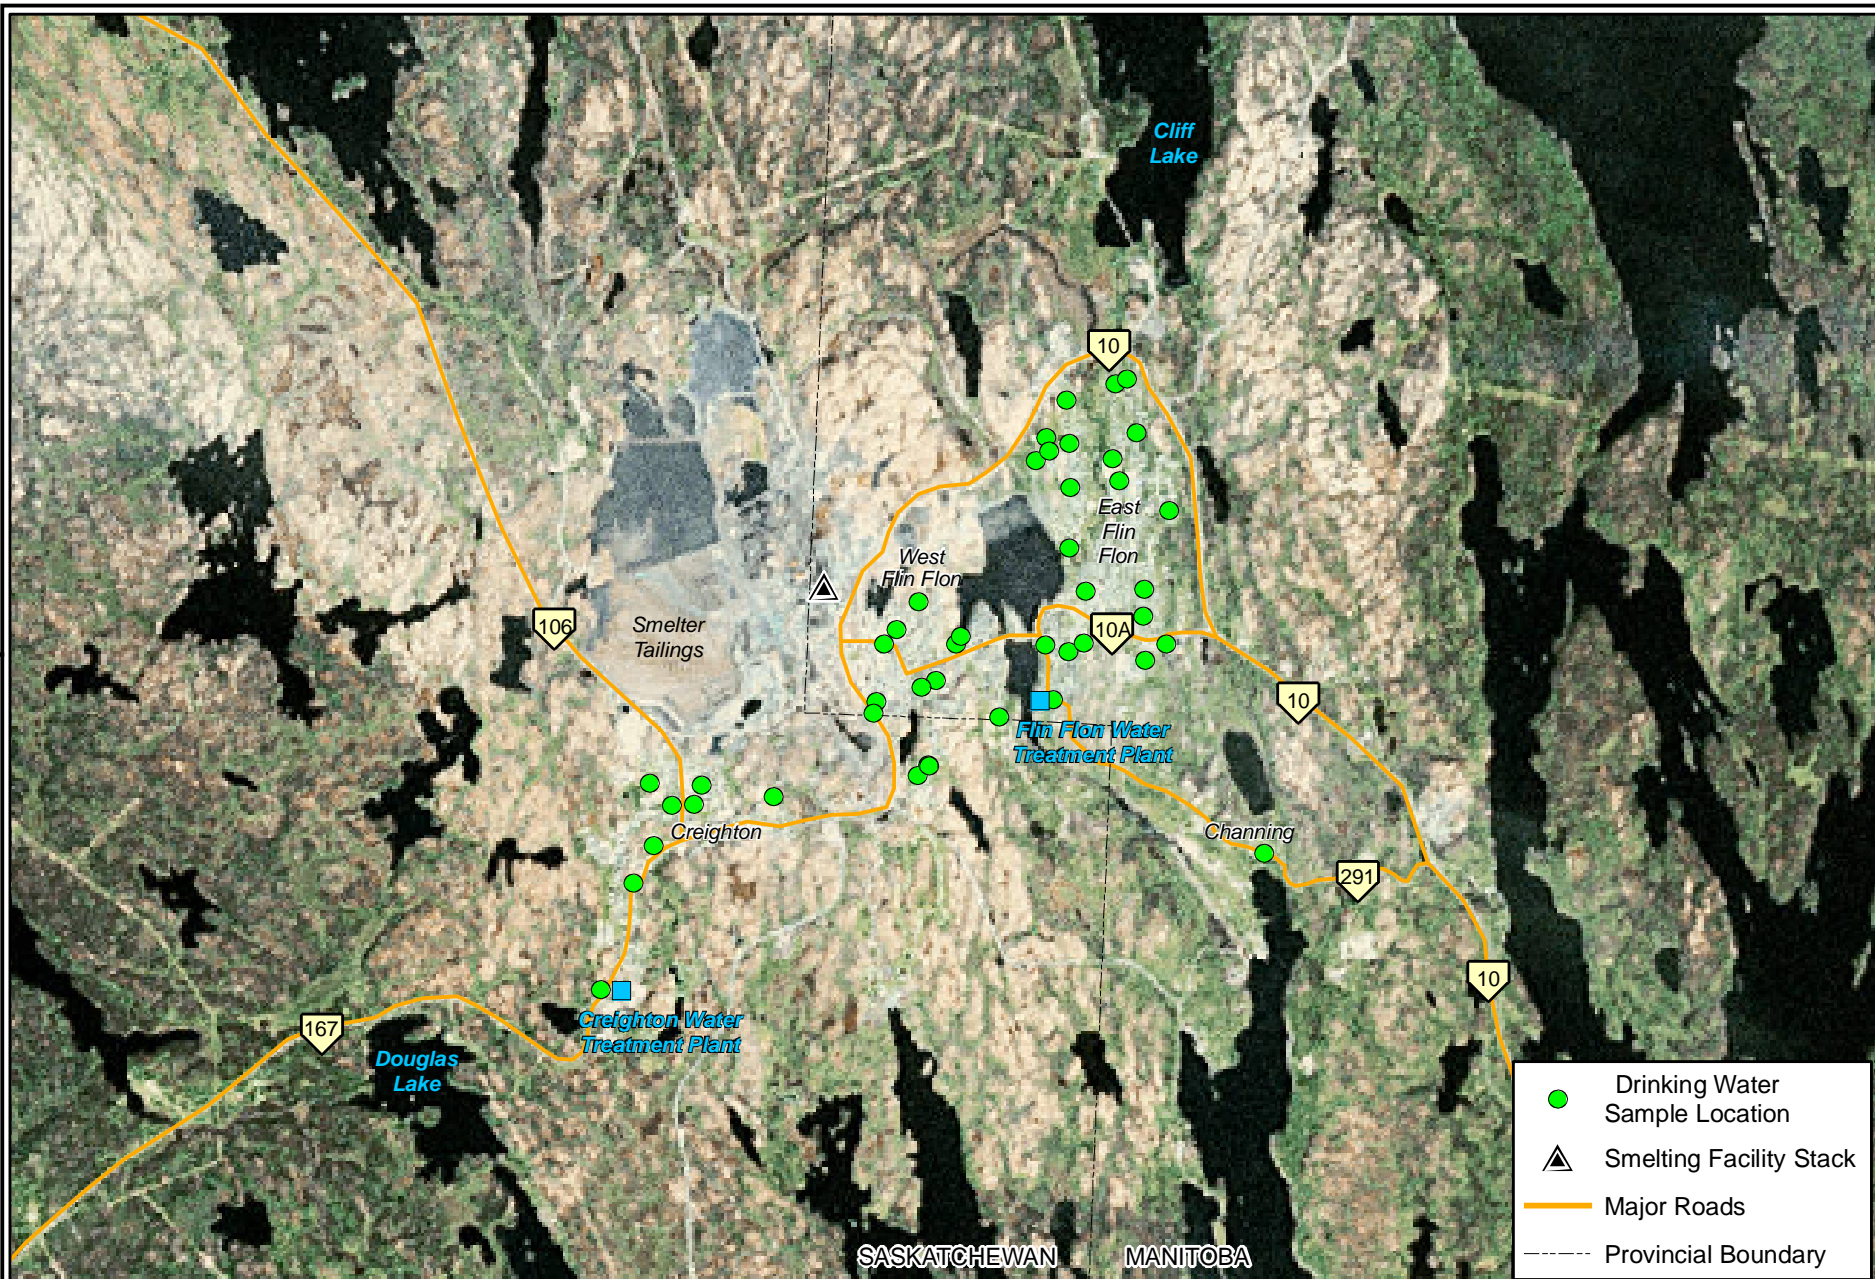 Cliff
Lake
10
East
Flin
Flon
West
Flin Flon
106
Smelter
Tailings
10A
10
Flin Flon Water
Treatment Plant
Creighton
Channing
291
10
Creighton Water
Treatment Plant
167
Douglas
Lake
Drinking Water
Sample Location
Smelting Facility Stack
Major Roads
Provincial Boundary
SASKATCHEWAN
MANITOBA